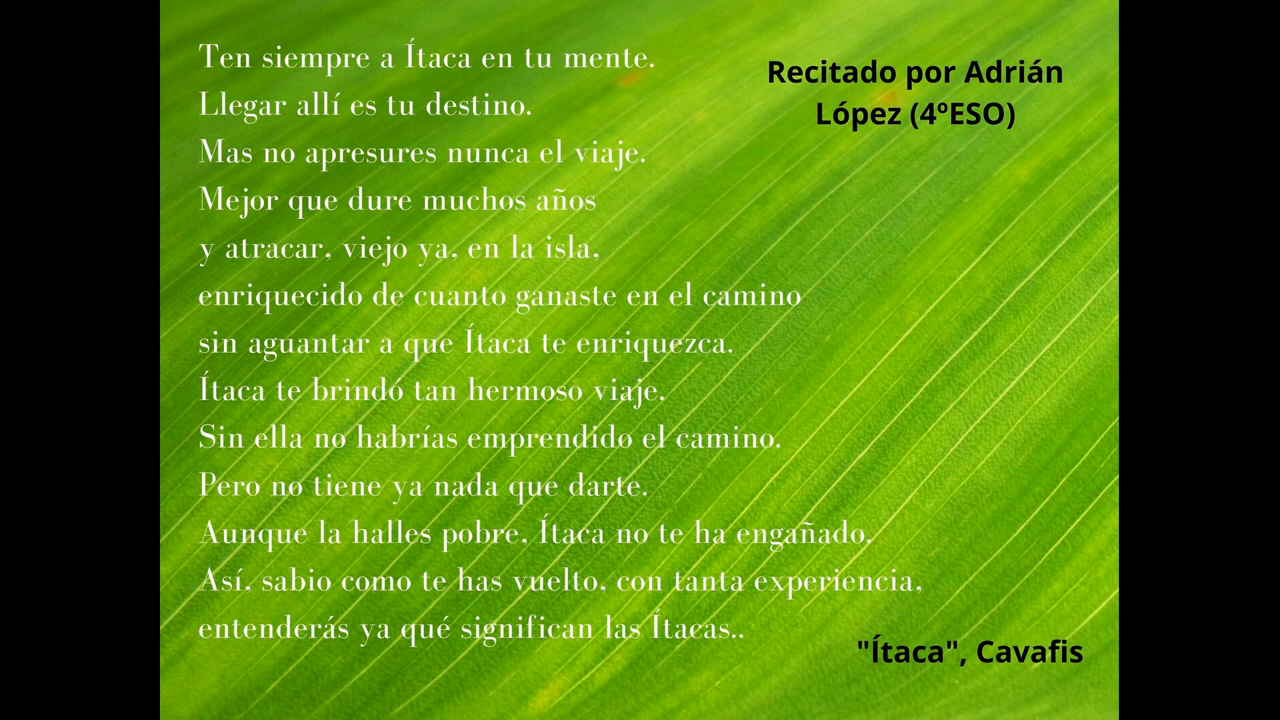 Ten siempre a Ítaca en tu mente.
Llegar allí es tu destino.
Mas no apresures nunca el viaje.
Mejor que dure muchos años
y atracar, viejo ya, en la isla,
enriquecido de cuanto ganaste en el camino
sin aguantar a que Ítaca te enriquezca.
Ítaca te brindó tan hermoso viaje.
Sin ella no habrías emprendido el camino.
Pero no tiene ya nada que darte.
Aunque la halles pobre, Ítaca no te ha engañado.
Así, sabio como te has vuelto, con tanta experiencia,
entenderás ya qué significan las Ítacas..
Recitado por Adrián
López (4ºESO)
"Ítaca", Cavafis